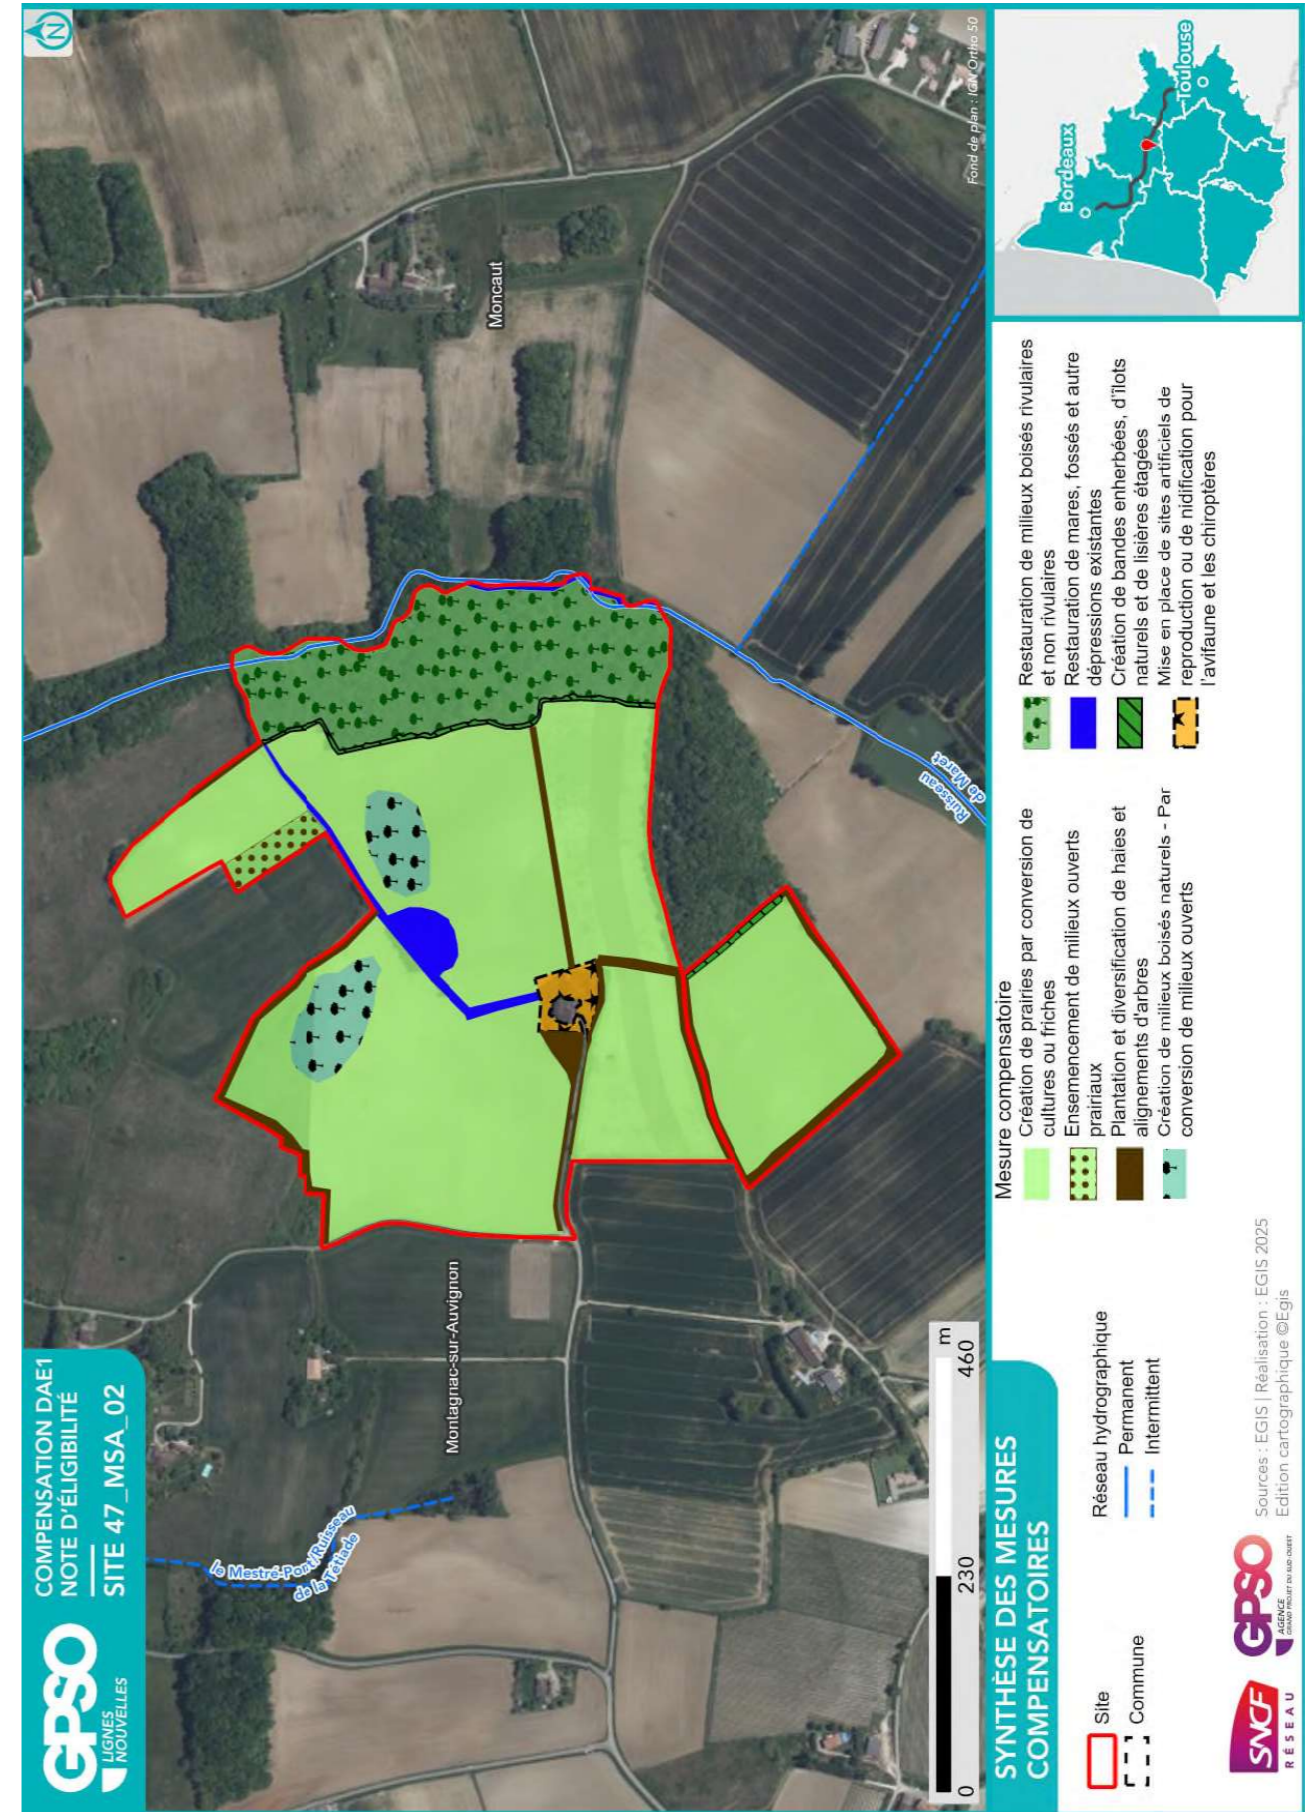 GPSO
LIGNES
NOUVELLES
COMPENSATION DAE1
NOTE D'ÉLIGIBILITÉ
SITE 47_MSA_02
N
le Mestré-Pont/Ruisseau
de la Tétiade
Montagnac-sur-Auvignon
Moncaut
Ruisseau
de Maret
0
230
460
m
Fond de plan : IGN Ortho 50
SYNTHÈSE DES MESURES
COMPENSATOIRES
Site
Commune
Réseau hydrographique
Permanent
Intermittent
Mesure compensatoire
Création de prairies par conversion de
cultures ou friches
Ensemencement de milieux ouverts
prairiaux
Plantation et diversification de haies et
alignements d'arbres
Création de milieux boisés naturels - Par
conversion de milieux ouverts
Restauration de milieux boisés rivulaires
et non rivulaires
Restauration de mares, fossés et autre
dépressions existantes
Création de bandes enherbées, d'îlots
naturels et de lisières étagées
Mise en place de sites artificiels de
reproduction ou de nidification pour
l'avifaune et les chiroptères
Bordeaux
Toulouse
SNCF
RÉSEAU
GPSO
AGENCE
GRAND PROJET DU SUD-OUEST
Sources : EGIS | Réalisation : EGIS 2025
Edition cartographique ©Egis